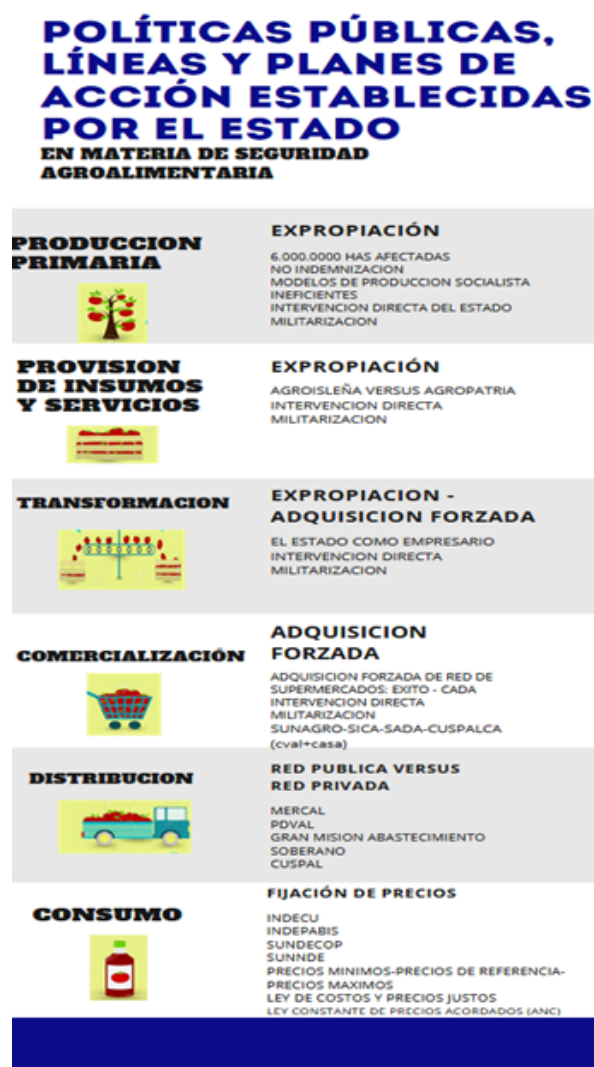 POLÍTICAS PÚBLICAS,
LÍNEAS Y PLANES DE
ACCIÓN ESTABLECIDAS
POR EL ESTADO
EN MATERIA DE SEGURIDAD
AGROALIMENTARIA
PRODUCCION
PRIMARIA
EXPROPIACIÓN
6.000.0000 HAS AFECTADAS
NO INDEMNIZACION
MODELOS DE PRODUCCION SOCIALISTA
INEFICIENTES
INTERVENCION DIRECTA DEL ESTADO
MILITARIZACION
PROVISION
DE INSUMOS
Y SERVICIOS
EXPROPIACIÓN
AGROISLEÑA VERSUS AGROPATRIA
INTERVENCION DIRECTA
MILITARIZACION
TRANSFORMACION
EXPROPIACION -
ADQUISICION FORZADA
EL ESTADO COMO EMPRESARIO
INTERVENCION DIRECTA
MILITARIZACION
COMERCIALIZACIÓN
ADQUISICION
FORZADA
ADQUISICION FORZADA DE RED DE
SUPERMERCADOS: EXITO - CADA
INTERVENCION DIRECTA
MILITARIZACION
SUNAGRO-SICA-SADA-CUSPALCA
(cval+casa)
DISTRIBUCION
RED PUBLICA VERSUS
RED PRIVADA
MERCAL
PDVAL
GRAN MISION ABASTECIMIENTO
SOBERANO
CUSPAL
CONSUMO
FIJACIÓN DE PRECIOS
INDECU
INDEPABIS
SUNDECOP
SUNNDE
PRECIOS MINIMOS-PRECIOS DE REFERENCIA-
PRECIOS MAXIMOS
LEY DE COSTOS Y PRECIOS JUSTOS
LEY CONSTANTE DE PRECIOS ACORDADOS (ANC)